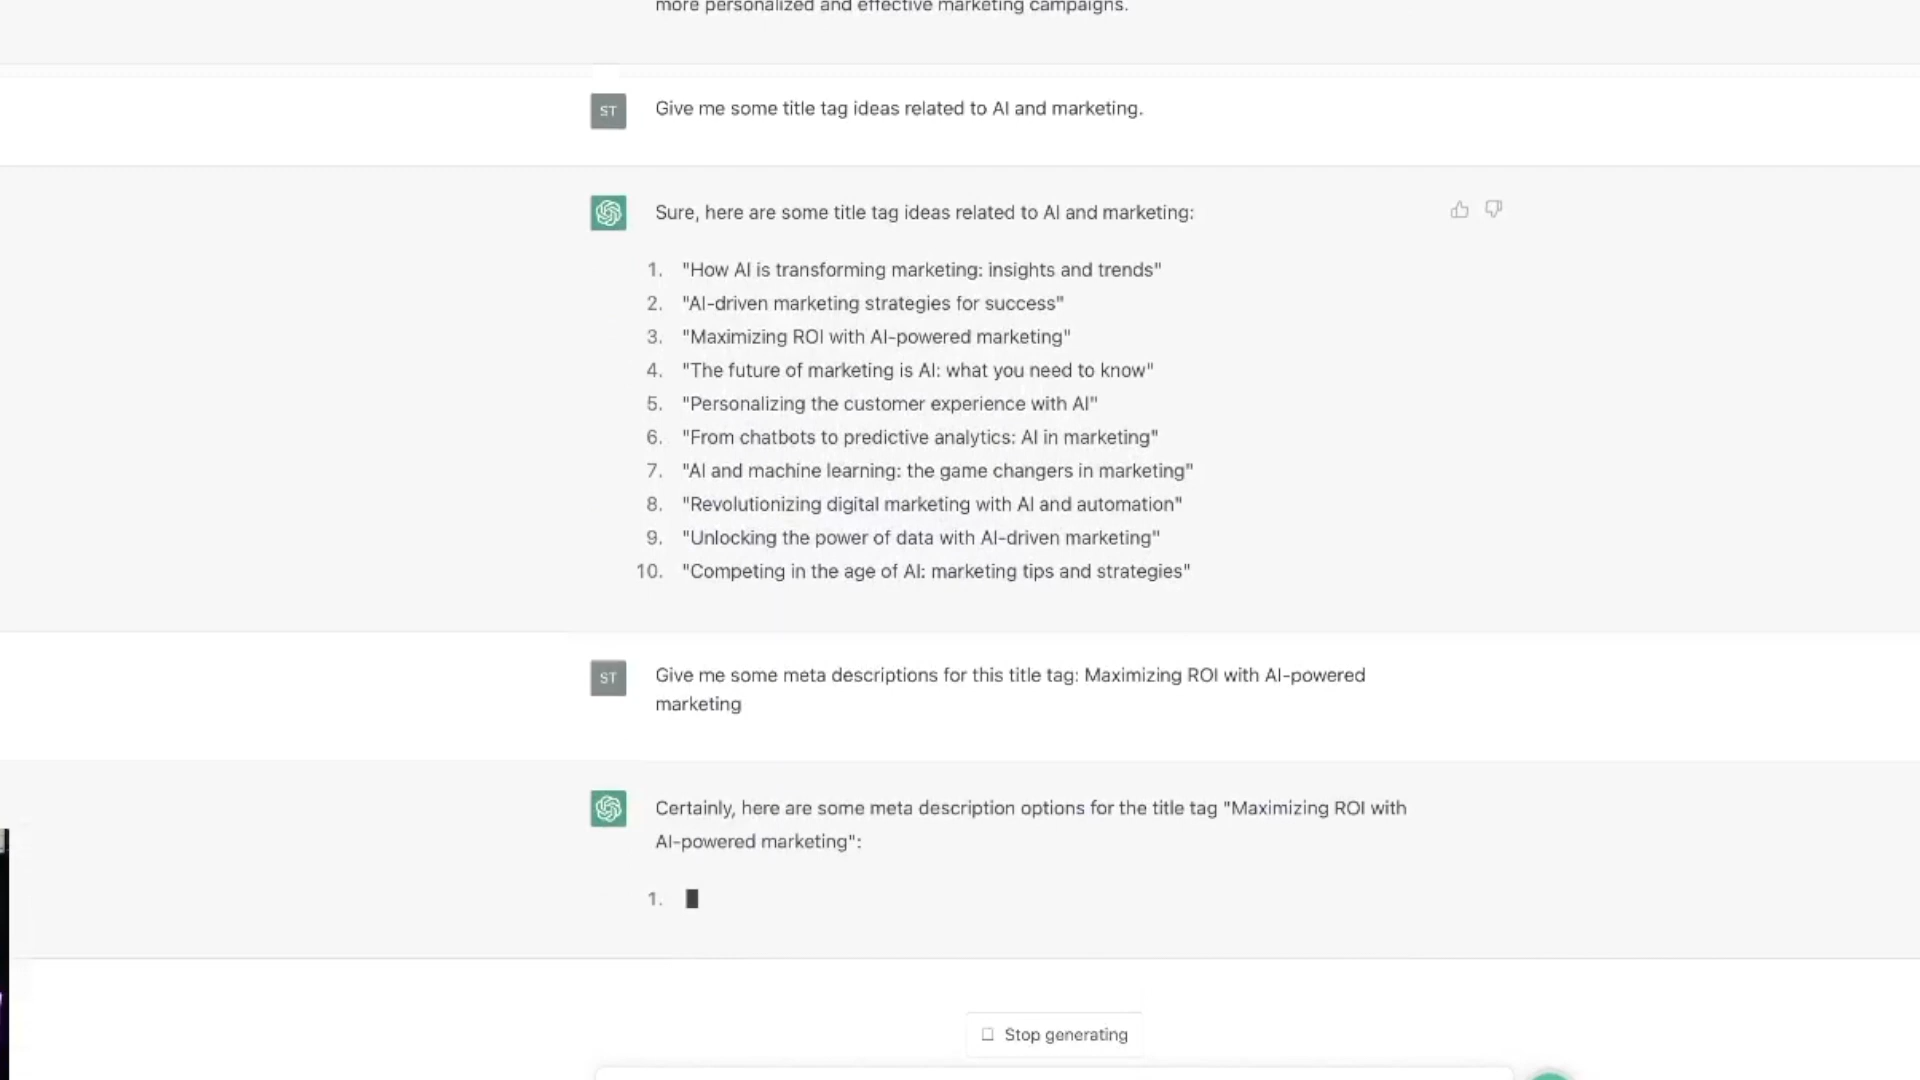 more personalized and effective marketing campaigns.
ST
Give me some title tag ideas related to AI and marketing.
Sure, here are some title tag ideas related to AI and marketing:
1. "How AI is transforming marketing: insights and trends"
2. "AI-driven marketing strategies for success"
3. "Maximizing ROI with AI-powered marketing"
4. "The future of marketing is AI: what you need to know"
5. "Personalizing the customer experience with AI"
6. "From chatbots to predictive analytics: AI in marketing"
7. "AI and machine learning: the game changers in marketing"
8. "Revolutionizing digital marketing with AI and automation"
9. "Unlocking the power of data with AI-driven marketing"
10. "Competing in the age of AI: marketing tips and strategies"
ST
Give me some meta descriptions for this title tag: Maximizing ROI with AI-powered
marketing
Certainly, here are some meta description options for the title tag "Maximizing ROI with
AI-powered marketing":
1.
Stop generating